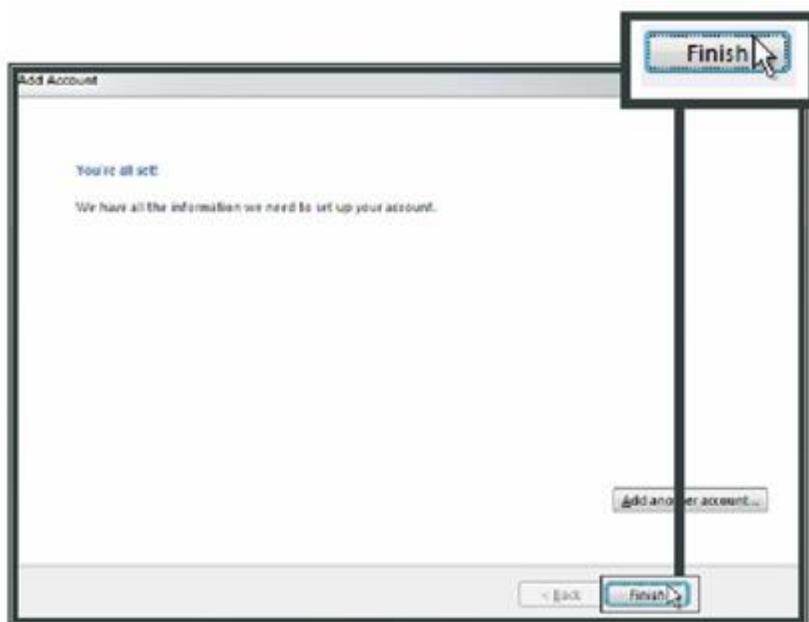 Finish
Add Account
You're all set!
We have all the information we need to set up your account.
Add another account...
< Back
Finish